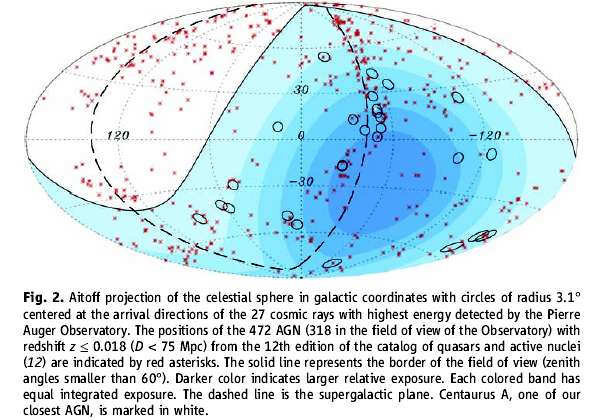 30
120
0
-120
-30
Fig. 2. Aitoff projection of the celestial sphere in galactic coordinates with circles of radius 3.1°
centered at the arrival directions of the 27 cosmic rays with highest energy detected by the Pierre
Auger Observatory. The positions of the 472 AGN (318 in the field of view of the Observatory) with
redshift z ≤ 0.018 (D < 75 Mpc) from the 12th edition of the catalog of quasars and active nuclei
(12) are indicated by red asterisks. The solid line represents the border of the field of view (zenith
angles smaller than 60°). Darker color indicates larger relative exposure. Each colored band has
equal integrated exposure. The dashed line is the supergalactic plane. Centaurus A, one of our
closest AGN, is marked in white.